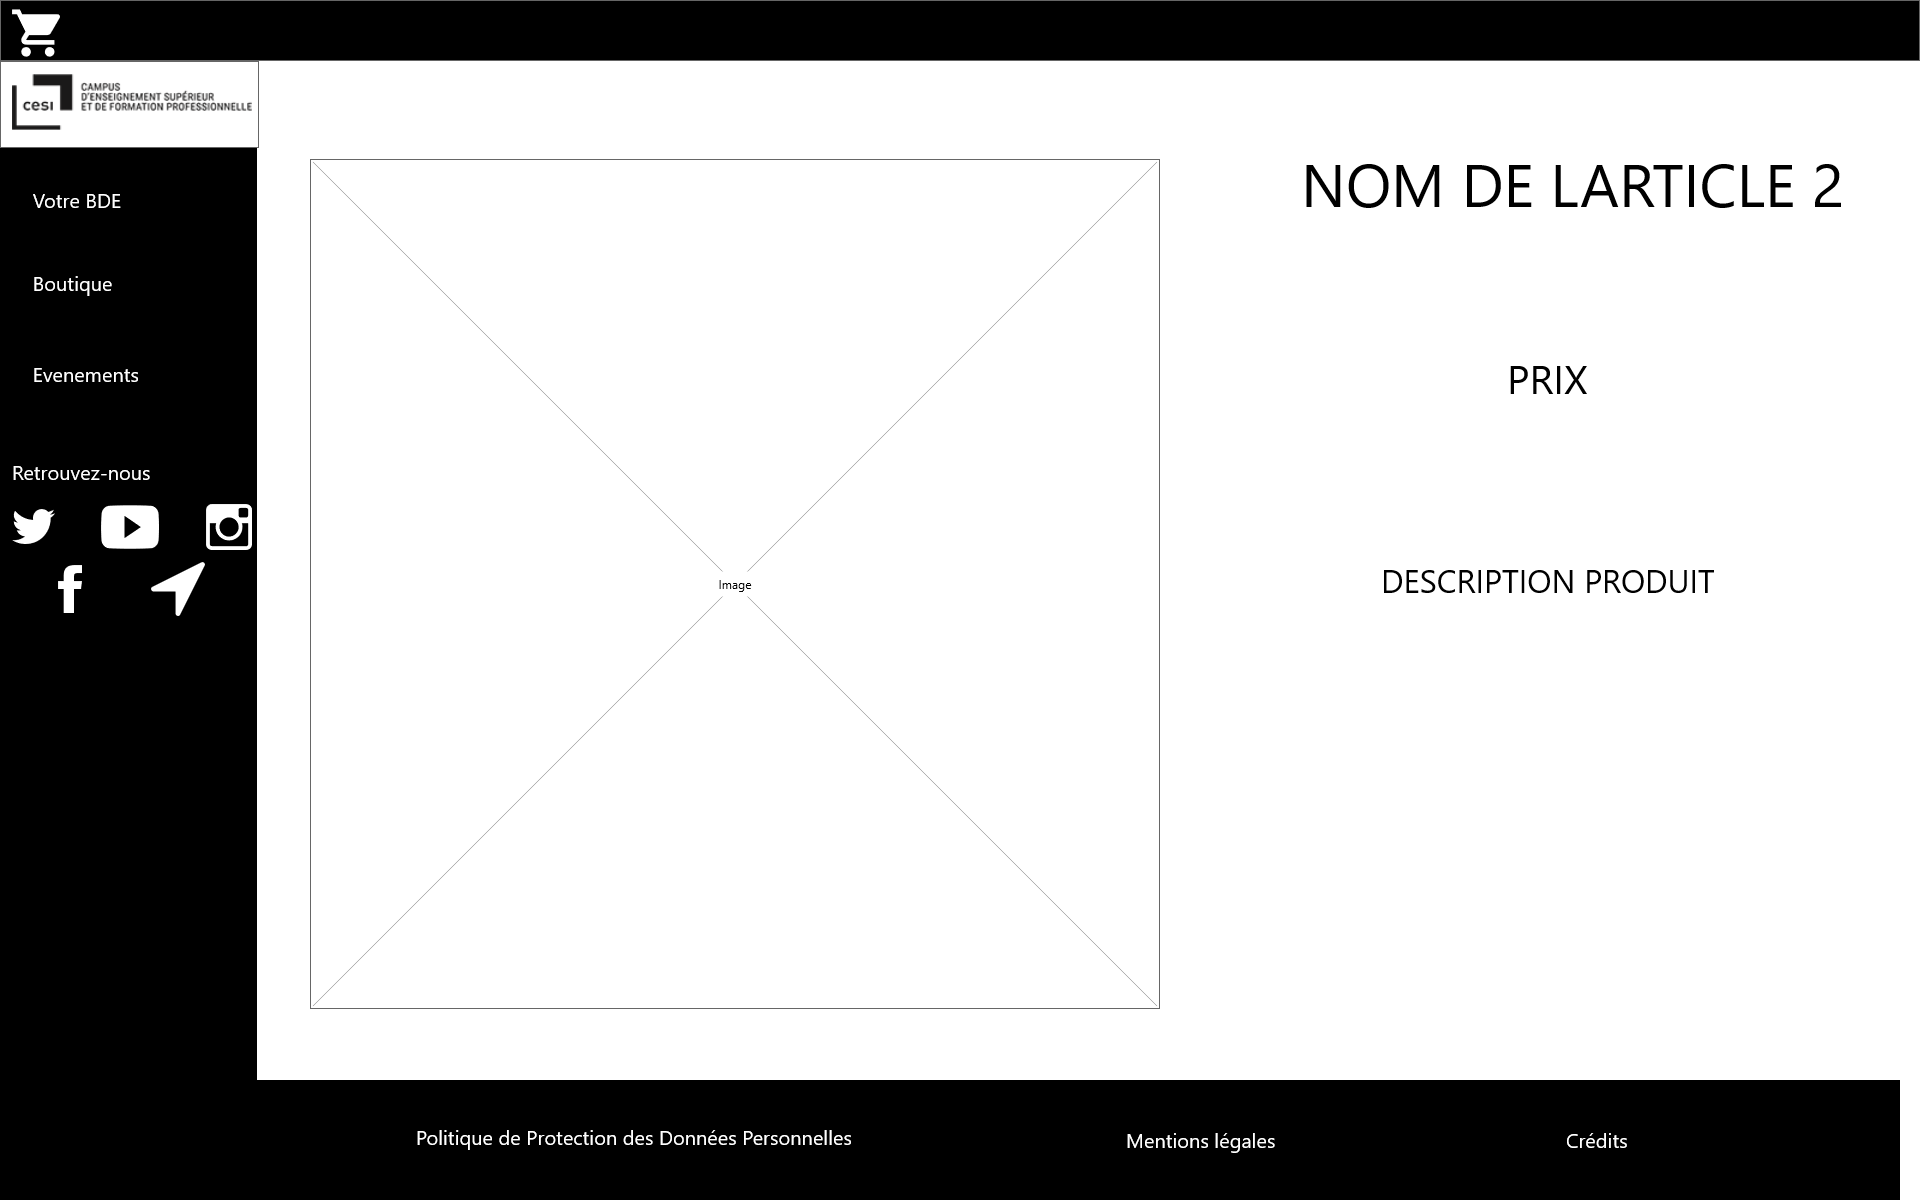 cesi
CAMPUS
D'ENSEIGNEMENT SUPÉRIEUR
ET DE FORMATION PROFESSIONNELLE
Votre BDE
Boutique
Evenements
Retrouvez-nous
Image
NOM DE LARTICLE 2
PRIX
DESCRIPTION PRODUIT
Politique de Protection des Données Personnelles
Mentions légales
Crédits